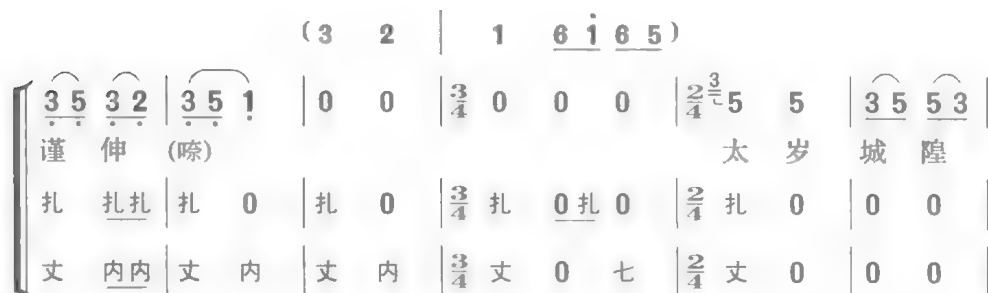 (3 2 | 1 6 i 6 5)
3 5 3 2 | 3 5 1 | 0 0 | 3/4 0 0 0 | 2/4 3 5 5 | 3 5 5 3 |
谨 伸 (嗏) 太 岁 城 隍
扎 扎扎 | 扎 0 | 扎 0 | 3/4 扎 0扎 0 | 2/4 扎 0 | 0 0 |
丈 内内 | 丈 内 | 丈 内 | 3/4 丈 0 七 | 2/4 丈 0 | 0 0 |